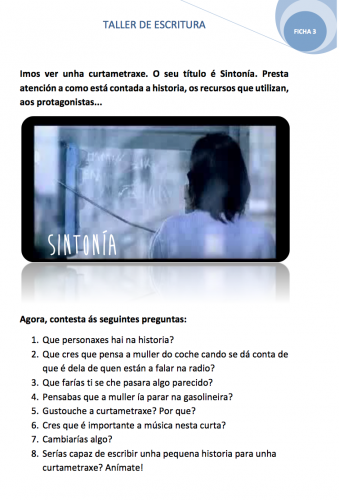 TALLER DE ESCRITURA
FICHA 3
Imos ver unha curtametraxe. O seu título é Sintonía. Presta
atención a como está contada a historia, os recursos que utilizan,
aos protagonistas...
SINTONÍA
Agora, contesta ás seguintes preguntas:
1. Que personaxes hai na historia?
2. Que cres que pensa a muller do coche cando se dá conta de
que é dela de quen están a falar na radio?
3. Que farías ti se che pasara algo parecido?
4. Pensabas que a muller ía parar na gasolineira?
5. Gustouche a curtametraxe? Por que?
6. Cres que é importante a música nesta curta?
7. Cambiarías algo?
8. Serías capaz de escribir unha pequena historia para unha
curtametraxe? Anímate!